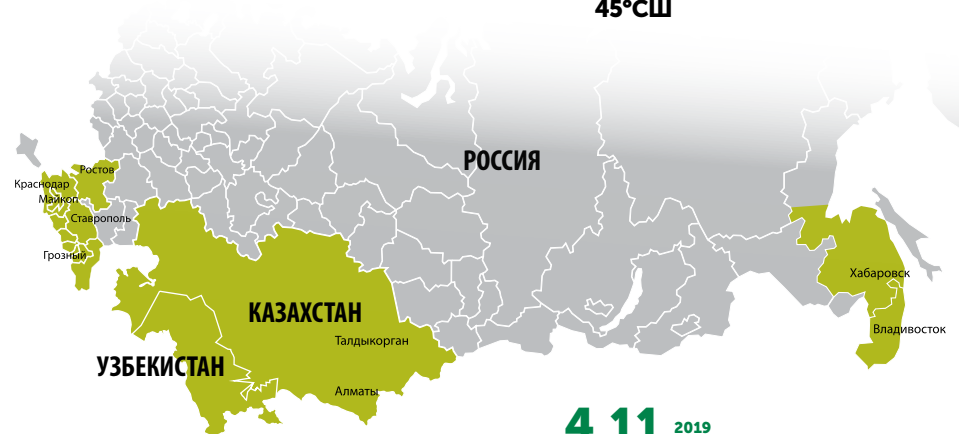 45°СШ
РОССИЯ
Ростов
Краснодар
Майкоп
Ставрополь
Грозный
Хабаровск
КАЗАХСТАН
Владивосток
Талдыкорган
УЗБЕКИСТАН
Алматы
4 11 2019